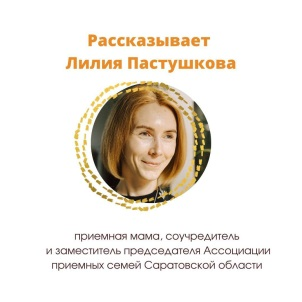 Рассказывает
Лилия Пастушкова
приемная мама, соучредитель
и заместитель председателя Ассоциации
приемных семей Саратовской области